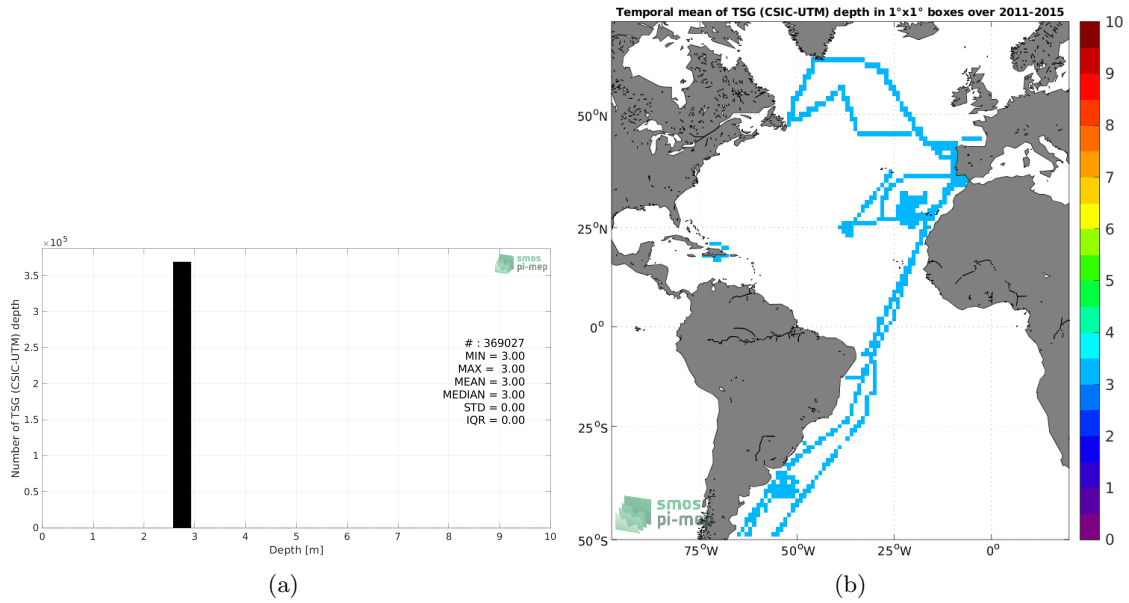 ×10⁵
3.5
3
2.5
2
1.5
1
0.5
0
Number of TSG (CSIC-UTM) depth
smos
pi-mep
# : 369027
MIN = 3.00
MAX = 3.00
MEAN = 3.00
MEDIAN = 3.00
STD = 0.00
IQR = 0.00
0 1 2 3 4 5 6 7 8 9 10
Depth [m]
(a)
Temporal mean of TSG (CSIC-UTM) depth in 1°x1° boxes over 2011-2015
50°N
25°N
0°
25°S
50°S
75°W 50°W 25°W 0°
smos
pi-mep
10
9
8
7
6
5
4
3
2
1
0
(b)